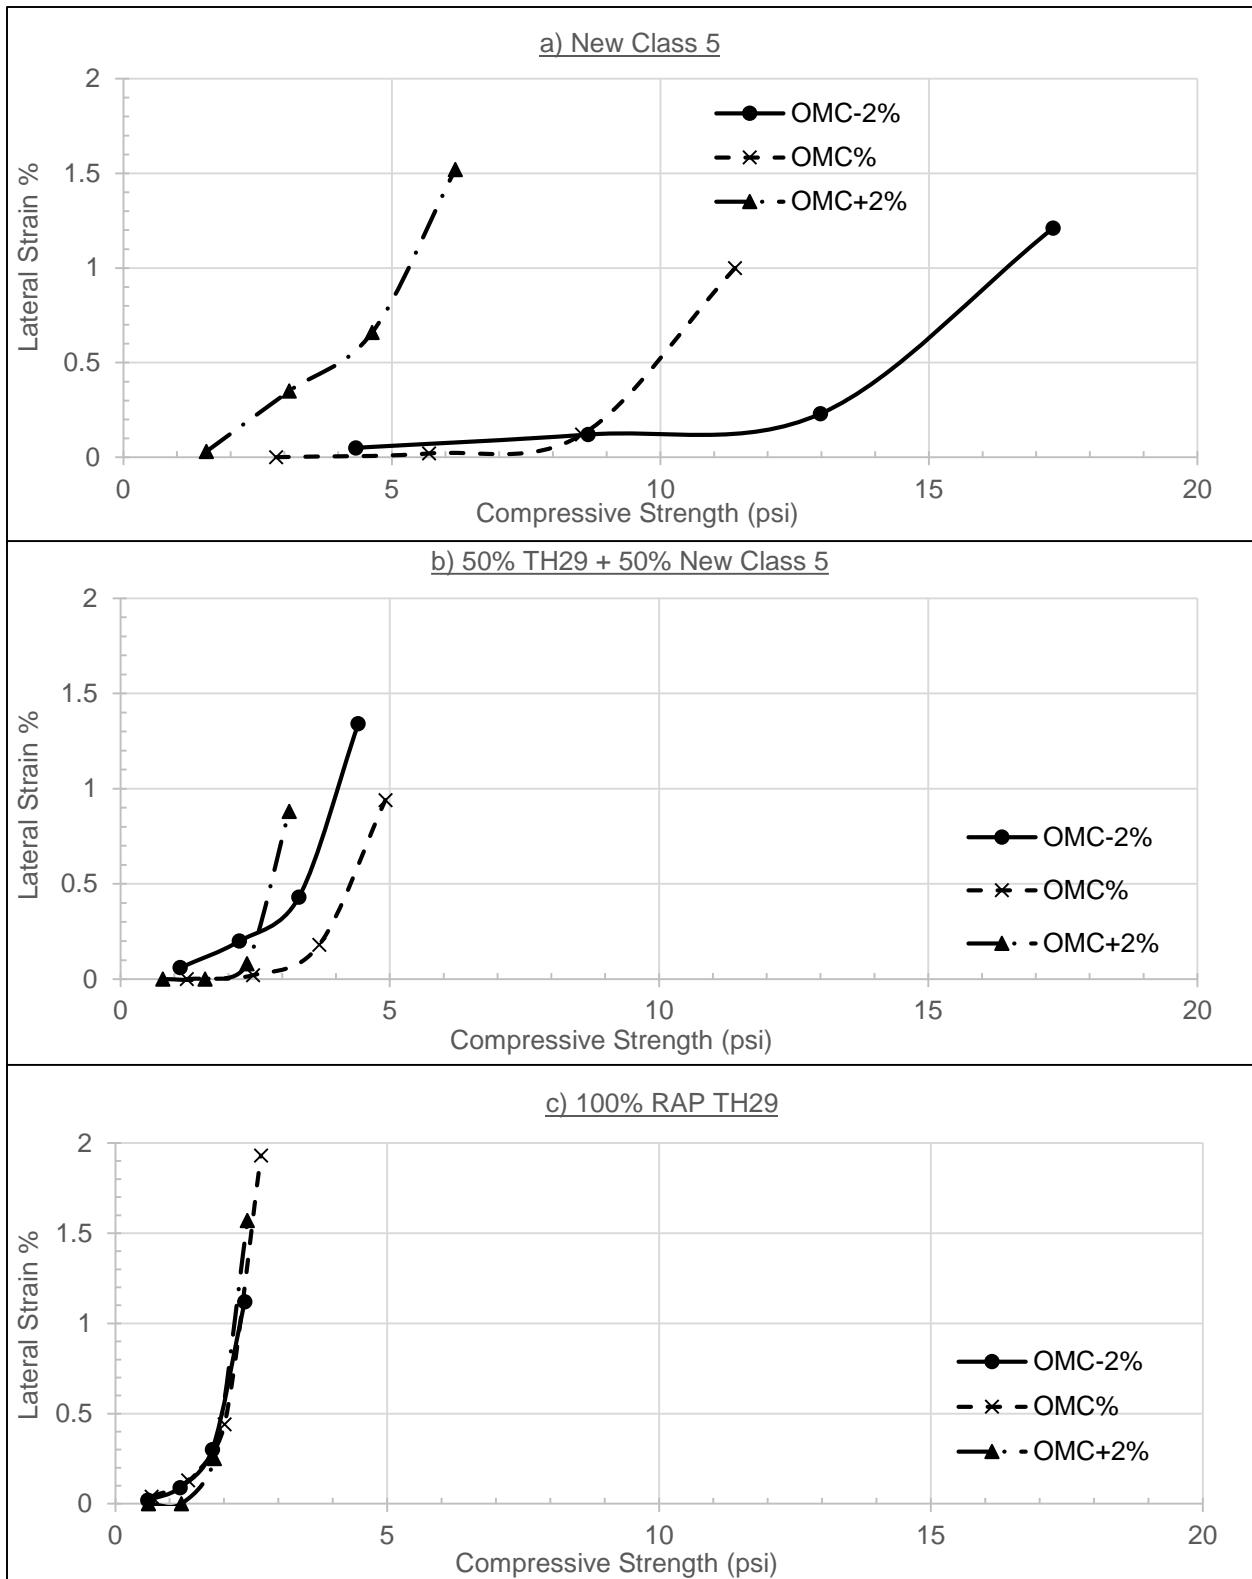 a) New Class 5
2
1.5
1
0.5
0
Lateral Strain %
OMC-2%
OMC%
OMC+2%
0 5 10 15 20
Compressive Strength (psi)
b) 50% TH29 + 50% New Class 5
2
1.5
1
0.5
0
Lateral Strain %
OMC-2%
OMC%
OMC+2%
0 5 10 15 20
Compressive Strength (psi)
c) 100% RAP TH29
2
1.5
1
0.5
0
Lateral Strain %
OMC-2%
OMC%
OMC+2%
0 5 10 15 20
Compressive Strength (psi)